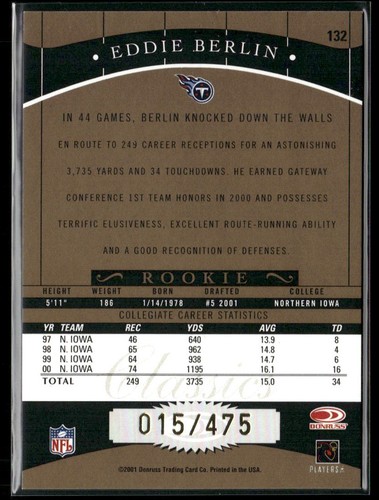 EDDIE BERLIN
132
T
IN 44 GAMES, BERLIN KNOCKED DOWN THE WALLS
EN ROUTE TO 249 CAREER RECEPTIONS FOR AN ASTONISHING
3,735 YARDS AND 34 TOUCHDOWNS. HE EARNED GATEWAY
CONFERENCE 1ST TEAM HONORS IN 2000 AND POSSESSES
TERRIFIC ELUSIVENESS, EXCELLENT ROUTE-RUNNING ABILITY
AND A GOOD RECOGNITION OF DEFENSES.
ROOKIE
HEIGHT WEIGHT BORN DRAFTED COLLEGE
5'11" 186 1/14/1978 #5 2001 NORTHERN IOWA
COLLEGIATE CAREER STATISTICS
YR TEAM REC YDS AVG TD
97 N. IOWA 46 640 13.9 8
98 N. IOWA 65 962 14.8 4
99 N. IOWA 64 938 14.7 6
00 N. IOWA 74 1195 16.1 16
TOTAL 249 3735 15.0 34
Classics
015/475
NFL
DONRUSS
PLAYERS
©2001 Donruss Trading Card Co. Printed in the USA.